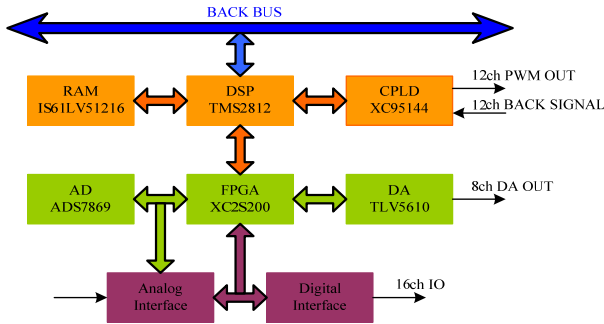 BACK BUS
RAM
IS61LV51216
DSP
TMS2812
CPLD
XC95144
12ch PWM OUT
12ch BACK SIGNAL
AD
ADS7869
FPGA
XC2S200
DA
TLV5610
8ch DA OUT
Analog
Interface
Digital
Interface
16ch IO